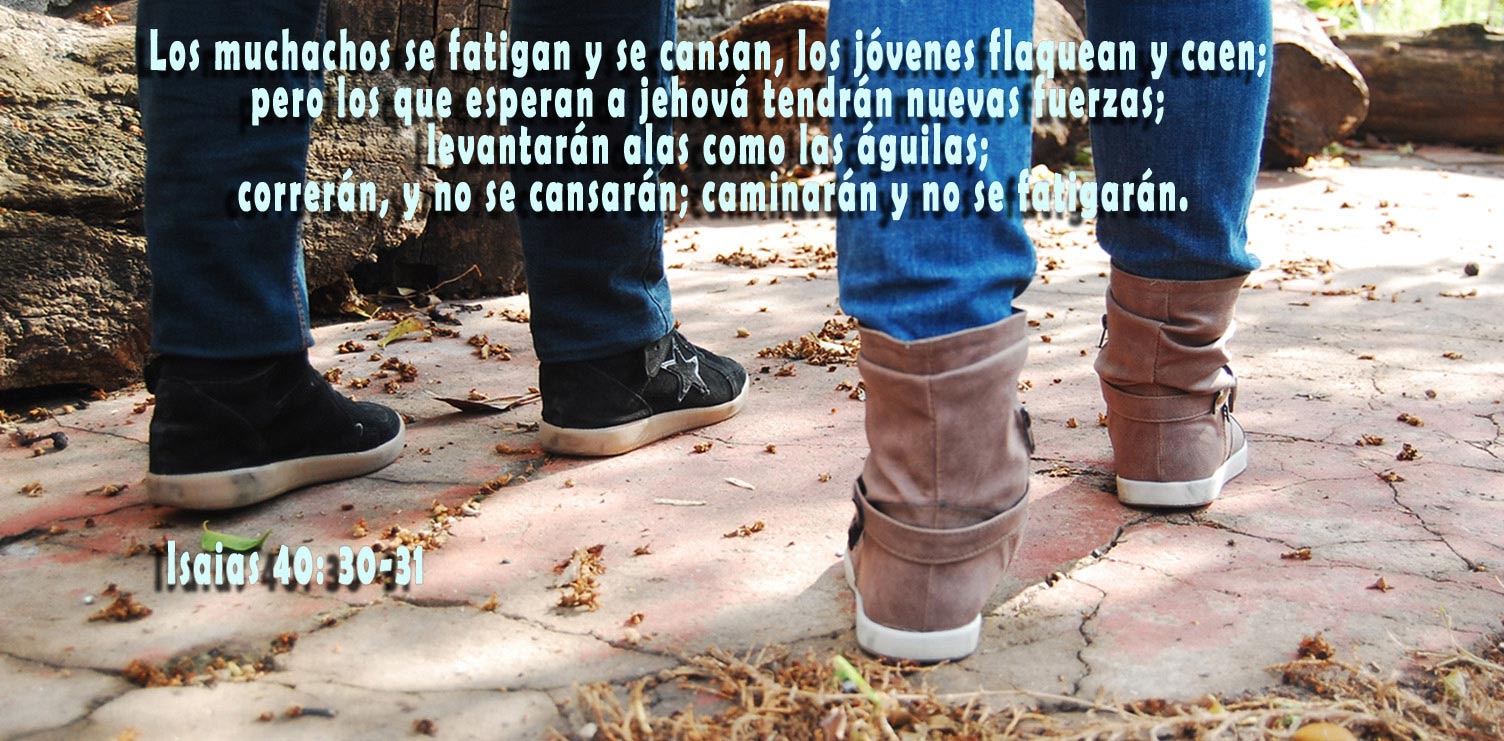 Los muchachos se fatigan y se cansan, los jóvenes flaquean y caen;
pero los que esperan a jehová tendrán nuevas fuerzas;
levantarán alas como las águilas;
correrán, y no se cansarán; caminarán y no se fatigarán.
Isaias 40: 30-31